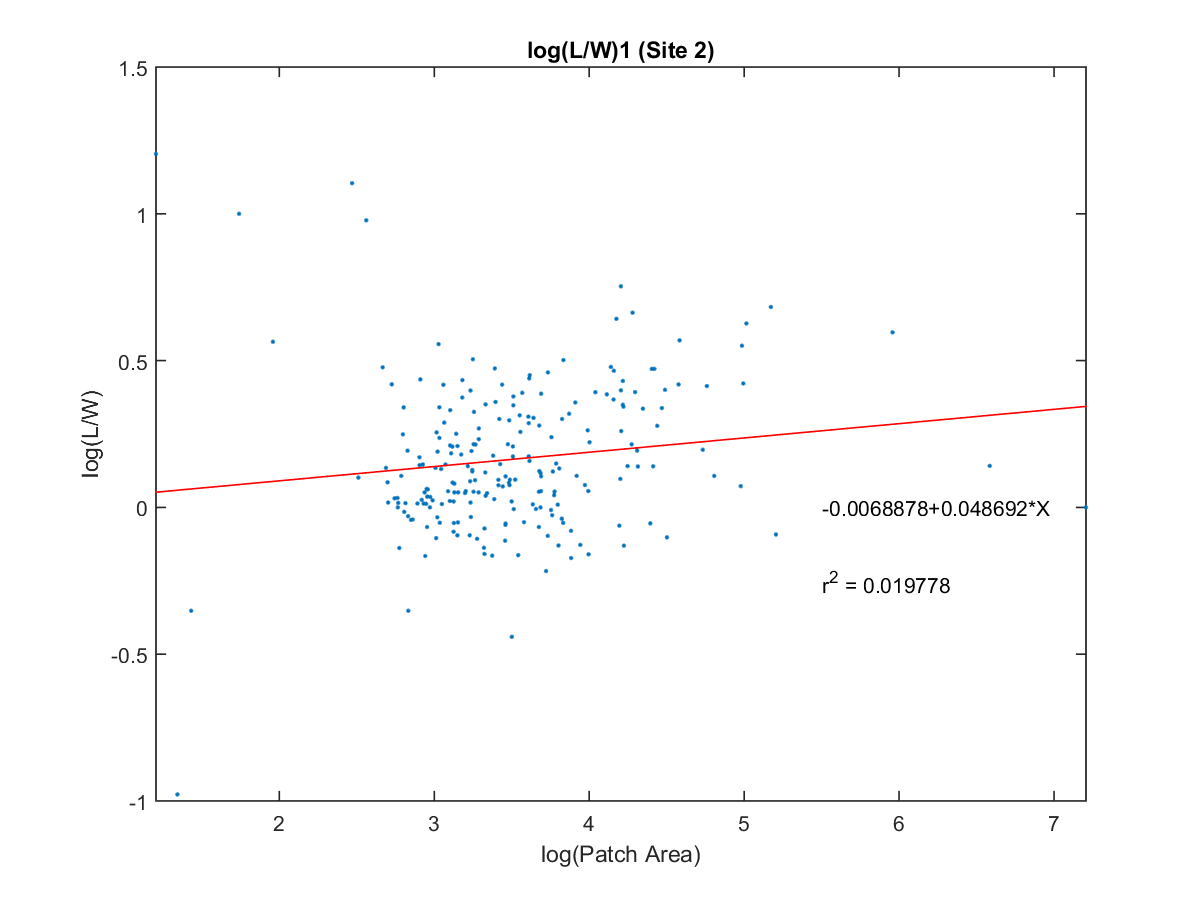 log(L/W)1 (Site 2)
1.5
1
0.5
0
-0.5
-1
log(L/W)
-0.0068878+0.048692*X
r2 = 0.019778
2 3 4 5 6 7
log(Patch Area)